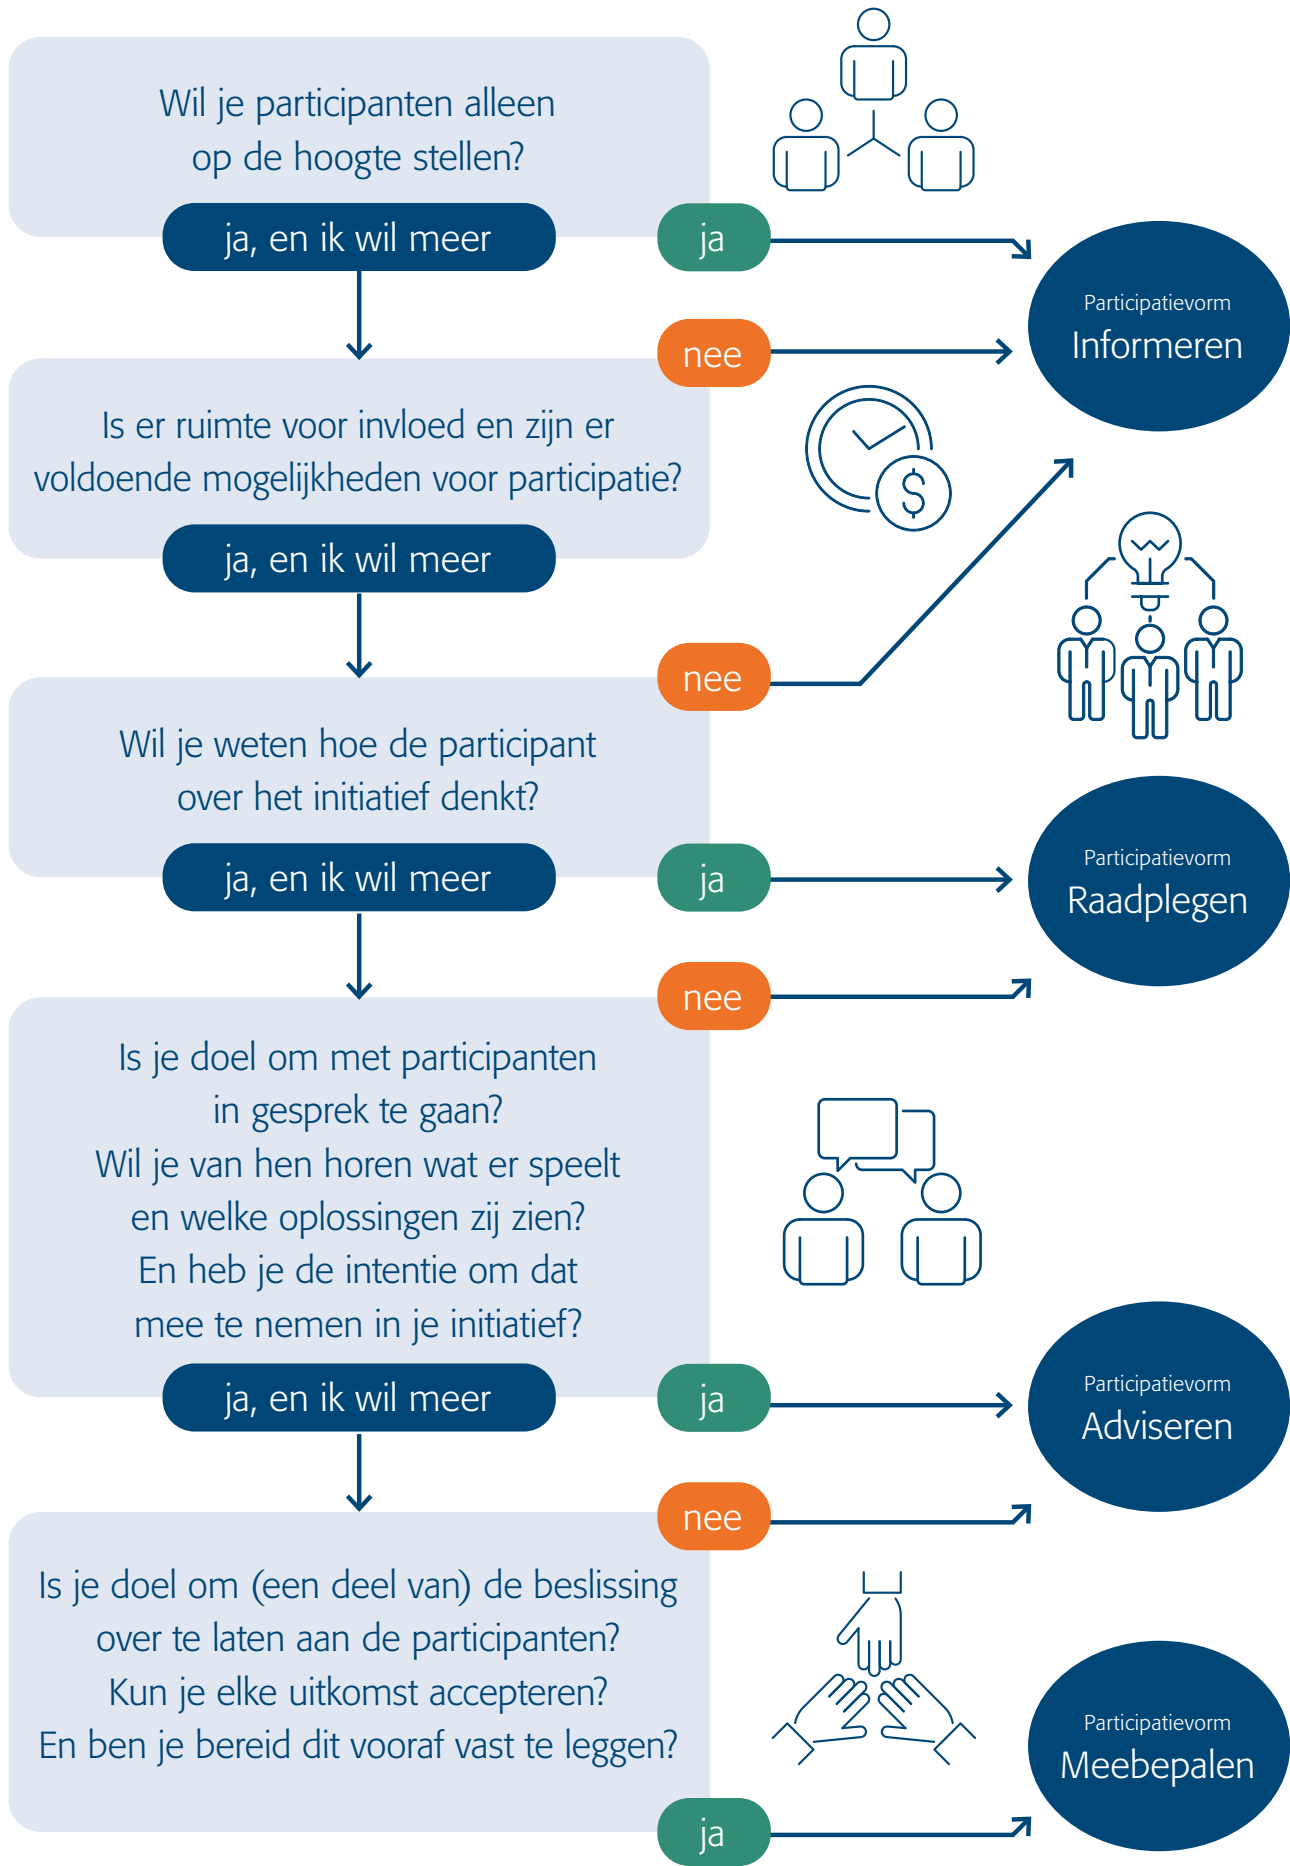 Wil je participanten alleen
op de hoogte stellen?
ja, en ik wil meer
ja
Participatievorm
Informeren
nee
Is er ruimte voor invloed en zijn er
voldoende mogelijkheden voor participatie?
$
ja, en ik wil meer
nee
Wil je weten hoe de participant
over het initiatief denkt?
ja, en ik wil meer
ja
Participatievorm
Raadplegen
nee
Is je doel om met participanten
in gesprek te gaan?
Wil je van hen horen wat er speelt
en welke oplossingen zij zien?
En heb je de intentie om dat
mee te nemen in je initiatief?
ja, en ik wil meer
ja
Participatievorm
Adviseren
nee
Is je doel om (een deel van) de beslissing
over te laten aan de participanten?
Kun je elke uitkomst accepteren?
En ben je bereid dit vooraf vast te leggen?
ja
Participatievorm
Meebepalen